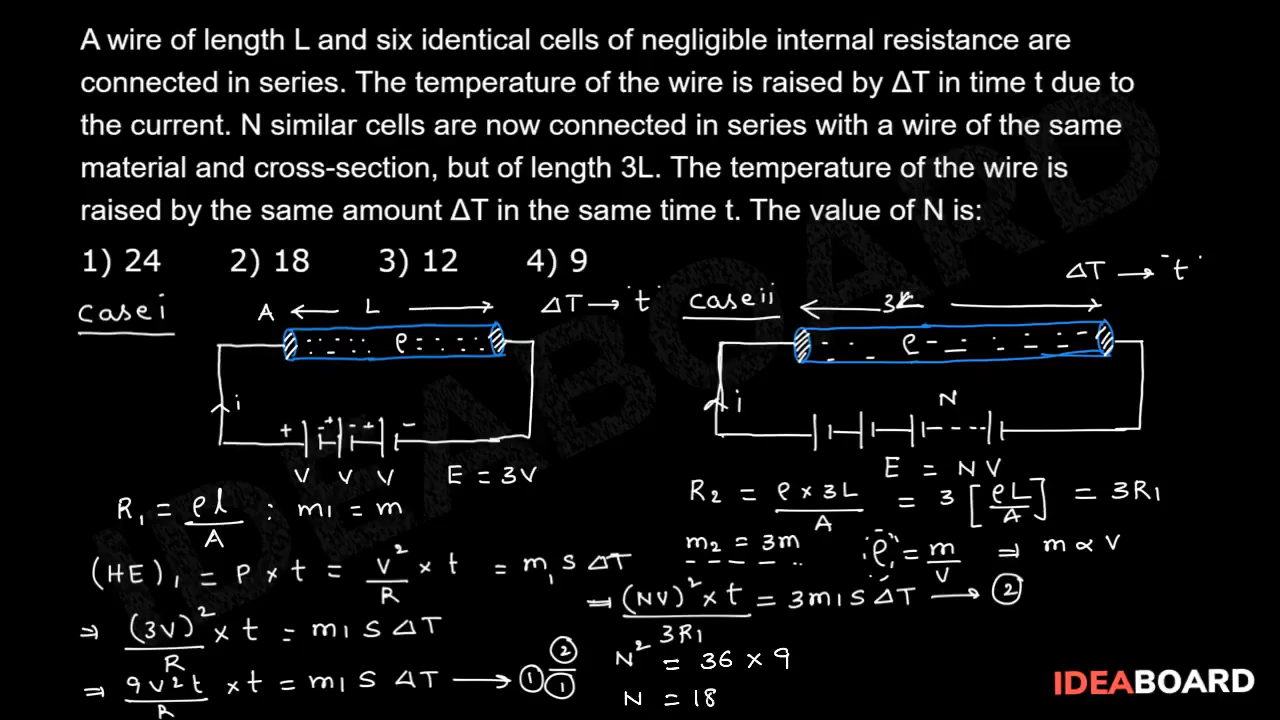 A wire of length L and six identical cells of negligible internal resistance are
connected in series. The temperature of the wire is raised by ΔT in time t due to
the current. N similar cells are now connected in series with a wire of the same
material and cross-section, but of length 3L. The temperature of the wire is
raised by the same amount ΔT in the same time t. The value of N is:
1) 24 2) 18 3) 12 4) 9
case i
A ← L → ΔT → 't'
ρ
i
+ - + - + -
V V V E = 3V
R₁ = ρl/A : m₁ = m
(HE)₁ = P × t = V²/R × t = m₁ S ΔT
⇒ (3V)²/R × t = m₁ S ΔT
⇒ 9V²t/R × t = m₁ S ΔT → ① ②/①
case ii ← 3L → ΔT → 't'
ρ
i
N
E = NV
R₂ = ρ × 3L/A = 3 [ρL/A] = 3R₁
m₂ = 3m ∵ ρ = m/V ⇒ m ∝ V
⇒ (NV)² × t/3R₁ = 3m₁ S ΔT → ②
N² = 36 × 9
N = 18
IDEABOARD
IDEABOARD